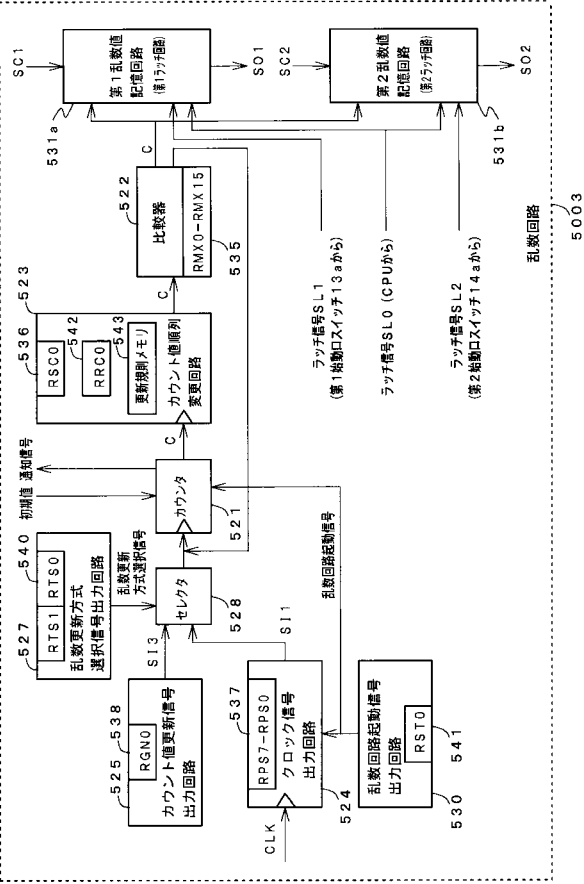 SC1
第1乱数値
記憶回路
(第1ラッチ回路)
SO1
531a
SC2
第2乱数値
記憶回路
(第2ラッチ回路)
SO2
531b
C
C
522
比較器
RMX0-RMX15
535
C
523
536
RSC0
542
RRC0
543
更新規則メモリ
カウント値順列
変更回路
C
ラッチ信号SL1
(第1始動口スイッチ13aから)
ラッチ信号SL0(CPUから)
ラッチ信号SL2
(第2始動口スイッチ14aから)
乱数回路
5003
初期値
通知信号
カウンタ
521
527
540
RTS1
RTS0
乱数更新方式
選択信号出力回路
乱数更新
方式選択信号
セレクタ
528
乱数回路起動信号
SI3
SI1
525
538
RGN0
カウント値更新信号
出力回路
537
RPS7-RPS0
クロック信号
出力回路
524
CLK
乱数回路起動信号
出力回路
RST0
541
530